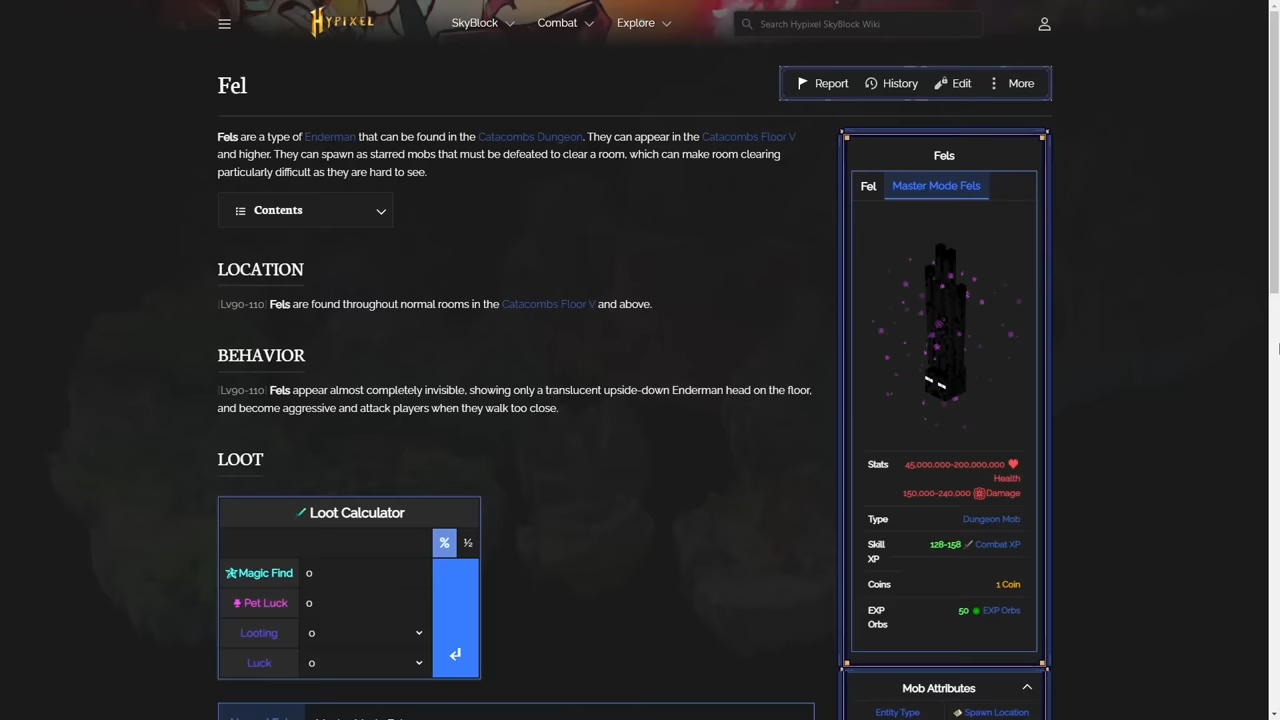 HYPIXEL
SkyBlock
Combat
Explore
Search Hypixel SkyBlock Wiki
Fel
Report
History
Edit
More
Fels are a type of Enderman that can be found in the Catacombs Dungeon. They can appear in the Catacombs Floor V
and higher. They can spawn as starred mobs that must be defeated to clear a room, which can make room clearing
particularly difficult as they are hard to see.
Contents
LOCATION
[Lv90-110] Fels are found throughout normal rooms in the Catacombs Floor V and above.
BEHAVIOR
[Lv90-110] Fels appear almost completely invisible, showing only a translucent upside-down Enderman head on the floor,
and become aggressive and attack players when they walk too close.
LOOT
Loot Calculator
% ½
Magic Find 0
Pet Luck 0
Looting 0
Luck 0
Fels
Fel
Master Mode Fels
Stats 45,000,000-200,000,000
Health
150,000-240,000 Damage
Type Dungeon Mob
Skill XP 128-158 Combat XP
Coins 1 Coin
EXP Orbs 50 EXP Orbs
Mob Attributes
Entity Type
Spawn Location